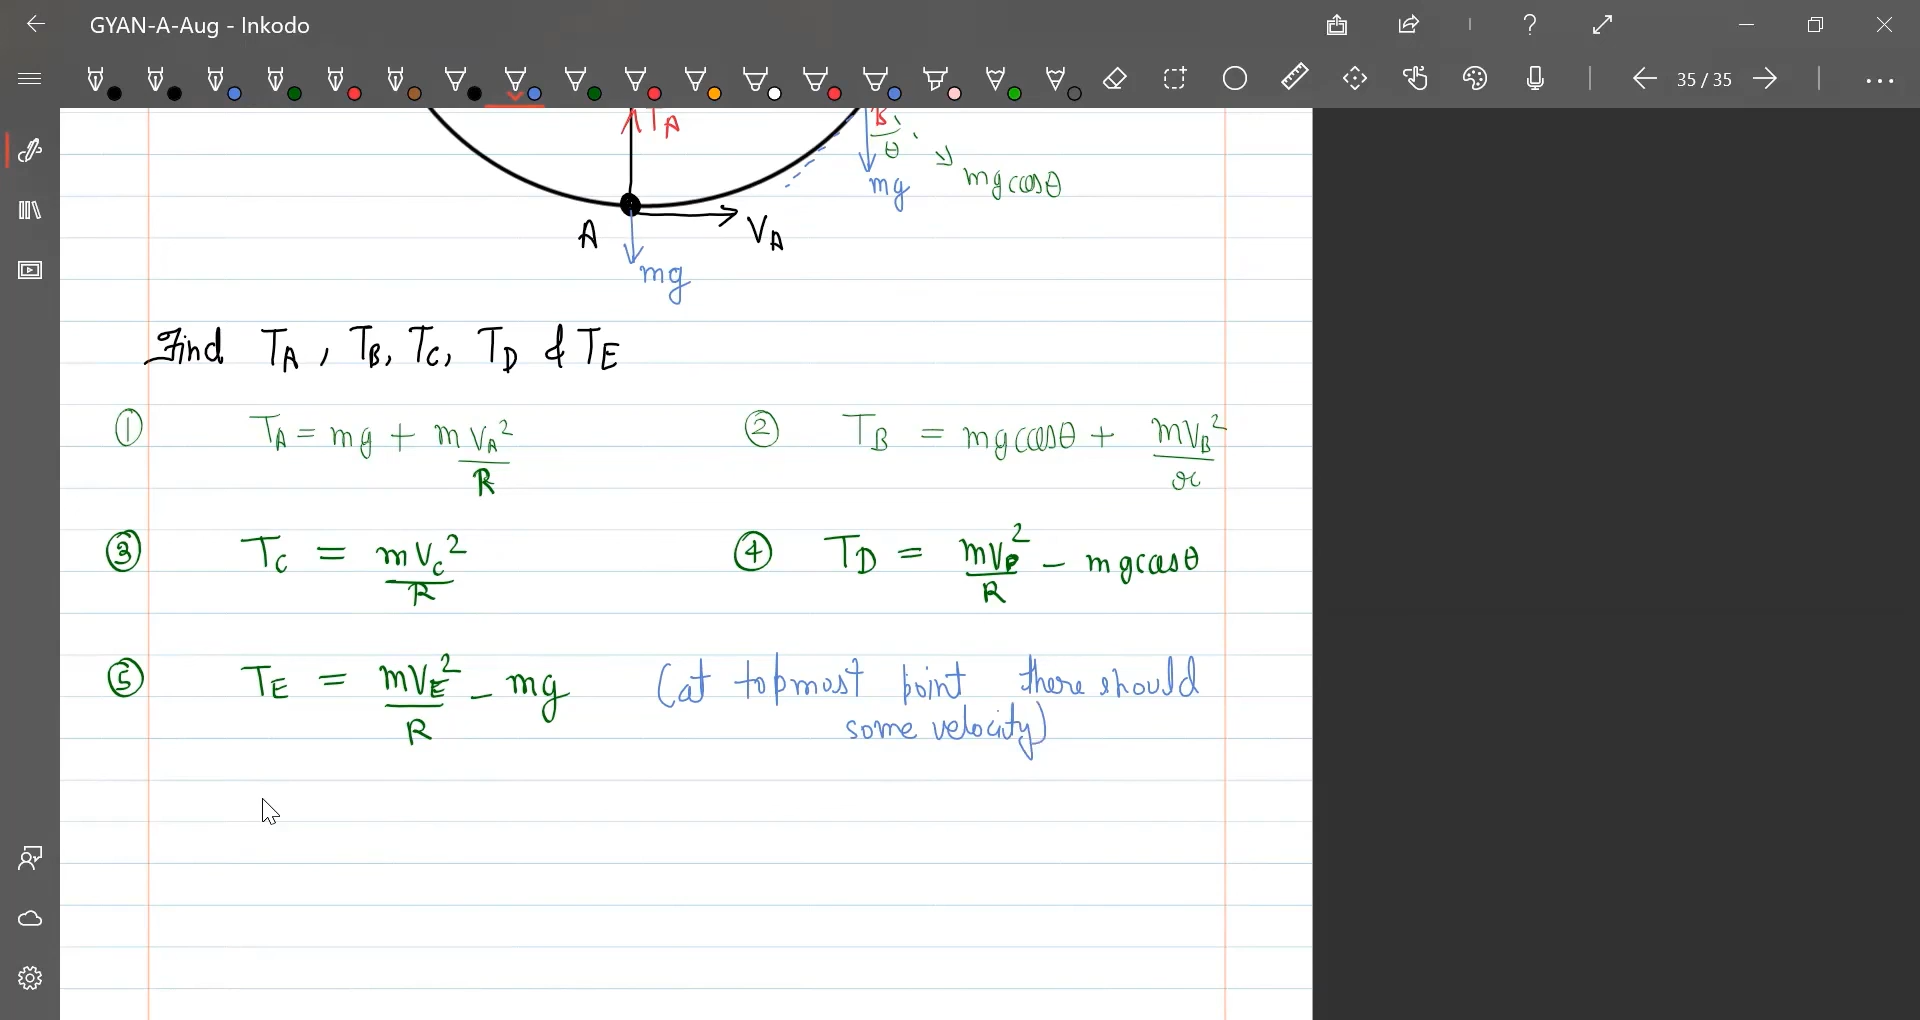 GYAN-A-Aug - Inkodo
35 / 35
T_A
B
θ
mg
mg cosθ
A
V_A
mg
Find T_A , T_B, T_C, T_D & T_E
① T_A = mg + mV_A²/R
② T_B = mg cosθ + mV_B²/r
③ T_C = mV_C²/R
④ T_D = mV_D²/R - mg cosθ
⑤ T_E = mV_E²/R - mg (at topmost point there should
some velocity)